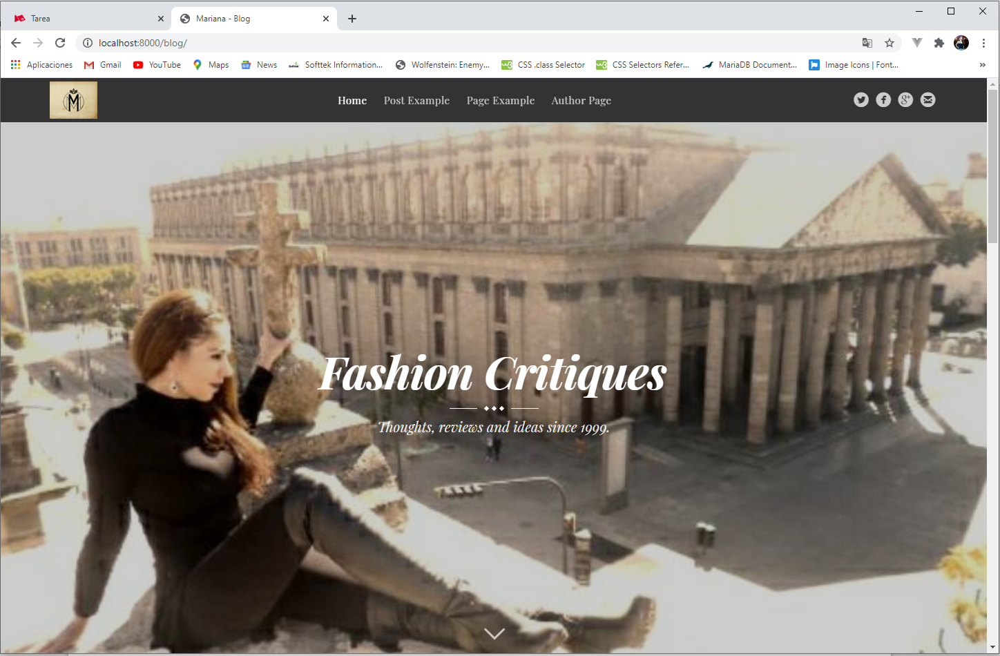 Tarea
Mariana - Blog
localhost:8000/blog/
Aplicaciones Gmail YouTube Maps News Softtek Information... Wolfenstein: Enemy... CSS .class Selector CSS Selectors Refer... MariaDB Document... Image Icons | Font... »
M
Home Post Example Page Example Author Page
Fashion Critiques
Thoughts, reviews and ideas since 1999.